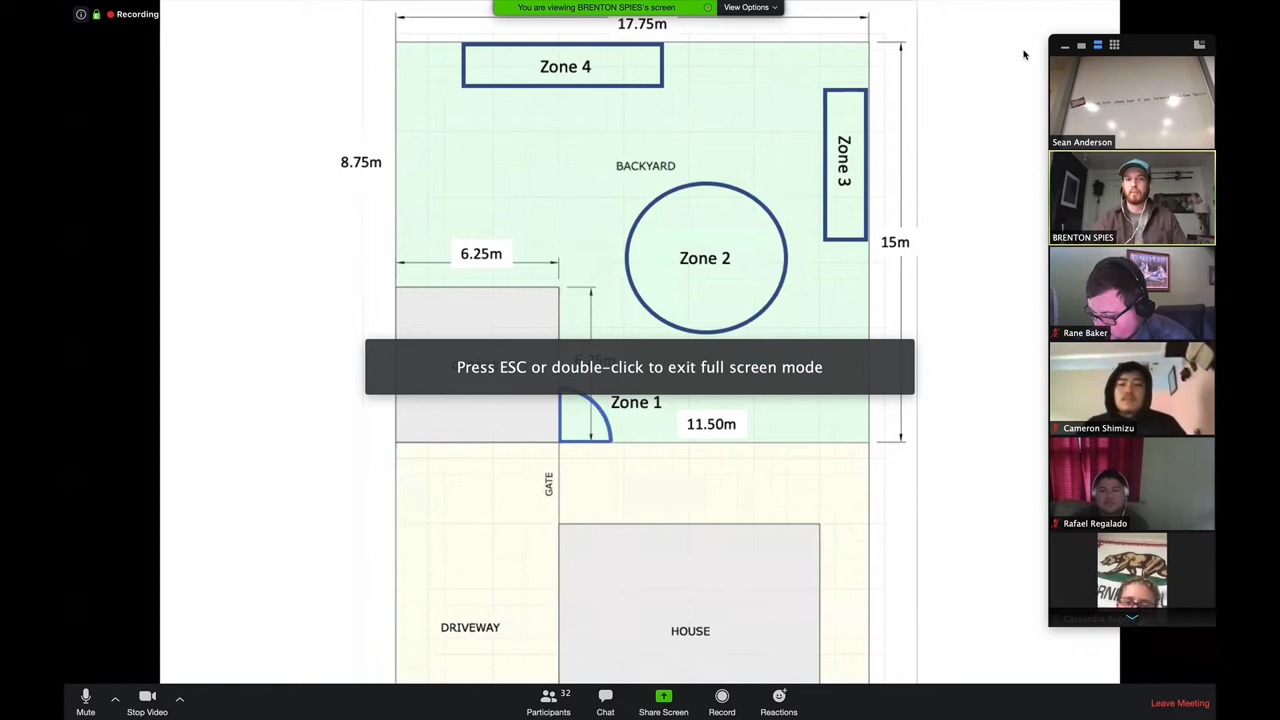 Recording
You are viewing BRENTON SPIES's screen
View Options
17.75m
Zone 4
8.75m
BACKYARD
Zone 3
6.25m
15m
Zone 2
Press ESC or double-click to exit full screen mode
Zone 1
11.50m
GATE
DRIVEWAY
HOUSE
Sean Anderson
BRENTON SPIES
Rane Baker
Cameron Shimizu
Rafael Regalado
Mute
Stop Video
Participants
32
Chat
Share Screen
Record
Reactions
Leave Meeting